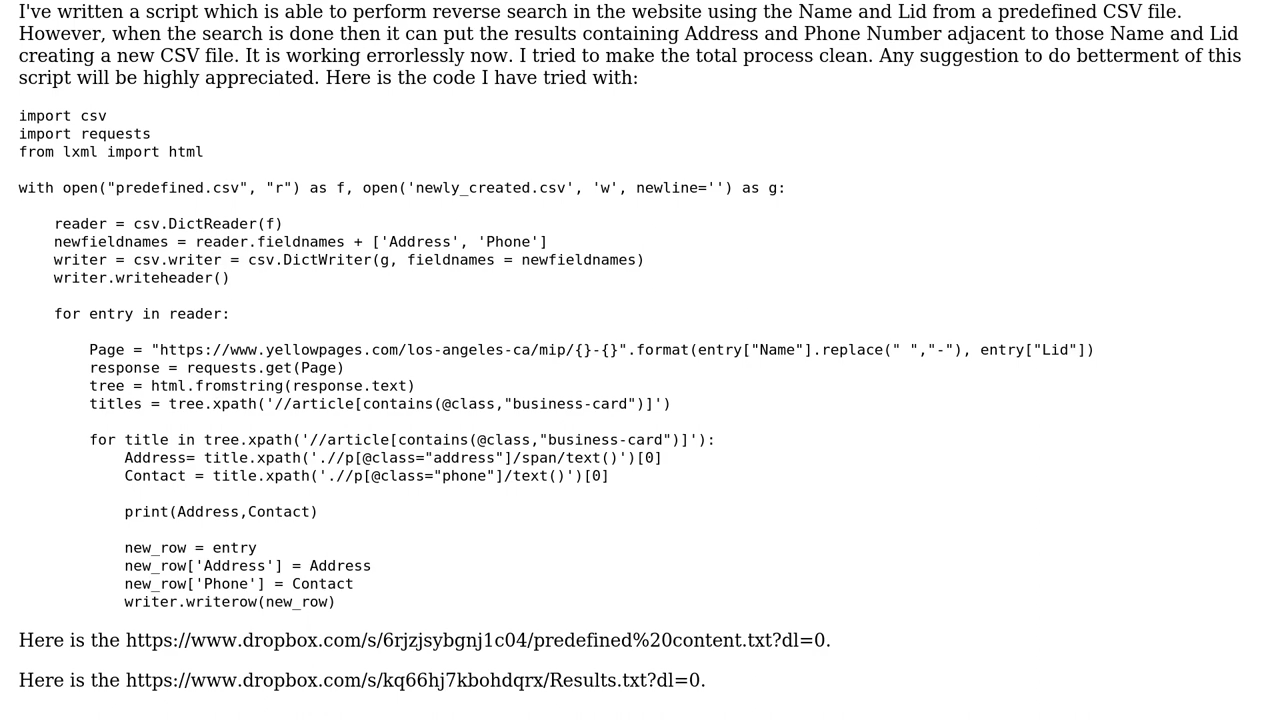 I've written a script which is able to perform reverse search in the website using the Name and Lid from a predefined CSV file.
However, when the search is done then it can put the results containing Address and Phone Number adjacent to those Name and Lid
creating a new CSV file. It is working errorlessly now. I tried to make the total process clean. Any suggestion to do betterment of this
script will be highly appreciated. Here is the code I have tried with:
import csv
import requests
from lxml import html
with open("predefined.csv", "r") as f, open('newly_created.csv', 'w', newline='') as g:
    reader = csv.DictReader(f)
    newfieldnames = reader.fieldnames + ['Address', 'Phone']
    writer = csv.writer = csv.DictWriter(g, fieldnames = newfieldnames)
    writer.writeheader()
    for entry in reader:
        Page = "https://www.yellowpages.com/los-angeles-ca/mip/{}-{}".format(entry["Name"].replace(" ","-"), entry["Lid"])
        response = requests.get(Page)
        tree = html.fromstring(response.text)
        titles = tree.xpath('//article[contains(@class,"business-card")]')
        for title in tree.xpath('//article[contains(@class,"business-card")]'):
            Address= title.xpath('.//p[@class="address"]/span/text()')[0]
            Contact = title.xpath('.//p[@class="phone"]/text()')[0]
            print(Address,Contact)
            new_row = entry
            new_row['Address'] = Address
            new_row['Phone'] = Contact
            writer.writerow(new_row)
Here is the https://www.dropbox.com/s/6rjzjsybgnj1c04/predefined%20content.txt?dl=0.
Here is the https://www.dropbox.com/s/kq66hj7kbohdqrx/Results.txt?dl=0.